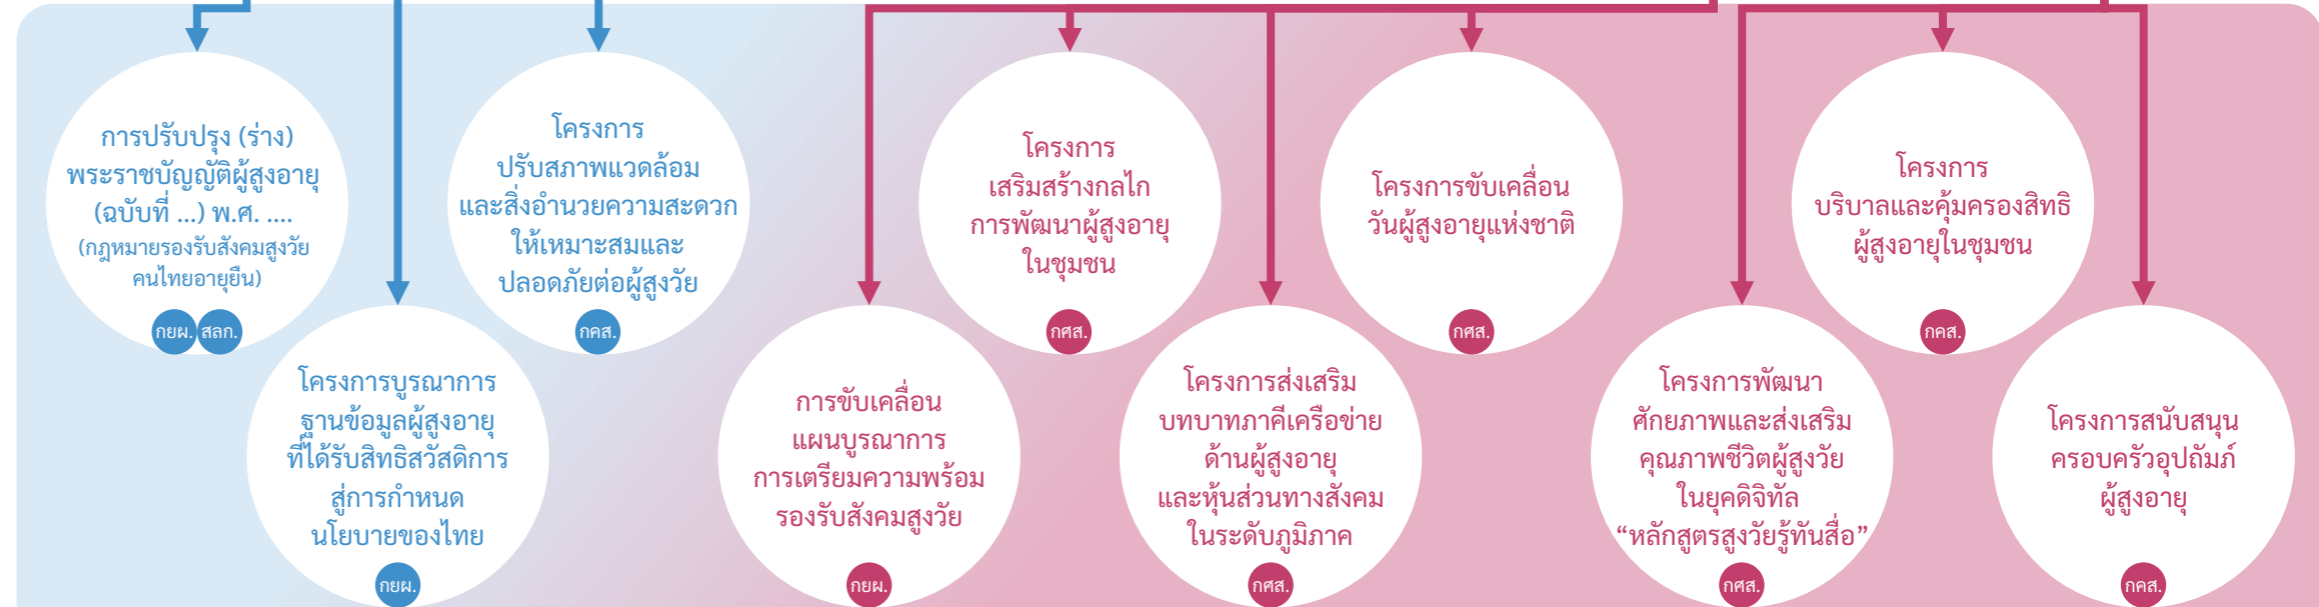 การปรับปรุง (ร่าง)
พระราชบัญญัติผู้สูงอายุ
(ฉบับที่ ...) พ.ศ. ....
(กฎหมายรองรับสังคมสูงวัย
คนไทยอายุยืน)
กยผ. สลก.
โครงการบูรณาการ
ฐานข้อมูลผู้สูงอายุ
ที่ได้รับสิทธิสวัสดิการ
สู่การกำหนด
นโยบายของไทย
กยผ.
โครงการ
ปรับสภาพแวดล้อม
และสิ่งอำนวยความสะดวก
ให้เหมาะสมและ
ปลอดภัยต่อผู้สูงวัย
กคส.
การขับเคลื่อน
แผนบูรณาการ
การเตรียมความพร้อม
รองรับสังคมสูงวัย
กยผ.
โครงการ
เสริมสร้างกลไก
การพัฒนาผู้สูงอายุ
ในชุมชน
กศส.
โครงการส่งเสริม
บทบาทภาคีเครือข่าย
ด้านผู้สูงอายุ
และหุ้นส่วนทางสังคม
ในระดับภูมิภาค
กศส.
โครงการขับเคลื่อน
วันผู้สูงอายุแห่งชาติ
กศส.
โครงการพัฒนา
ศักยภาพและส่งเสริม
คุณภาพชีวิตผู้สูงวัย
ในยุคดิจิทัล
“หลักสูตรสูงวัยรู้ทันสื่อ”
กศส.
โครงการ
บริบาลและคุ้มครองสิทธิ
ผู้สูงอายุในชุมชน
กคส.
โครงการสนับสนุน
ครอบครัวอุปถัมภ์
ผู้สูงอายุ
กคส.